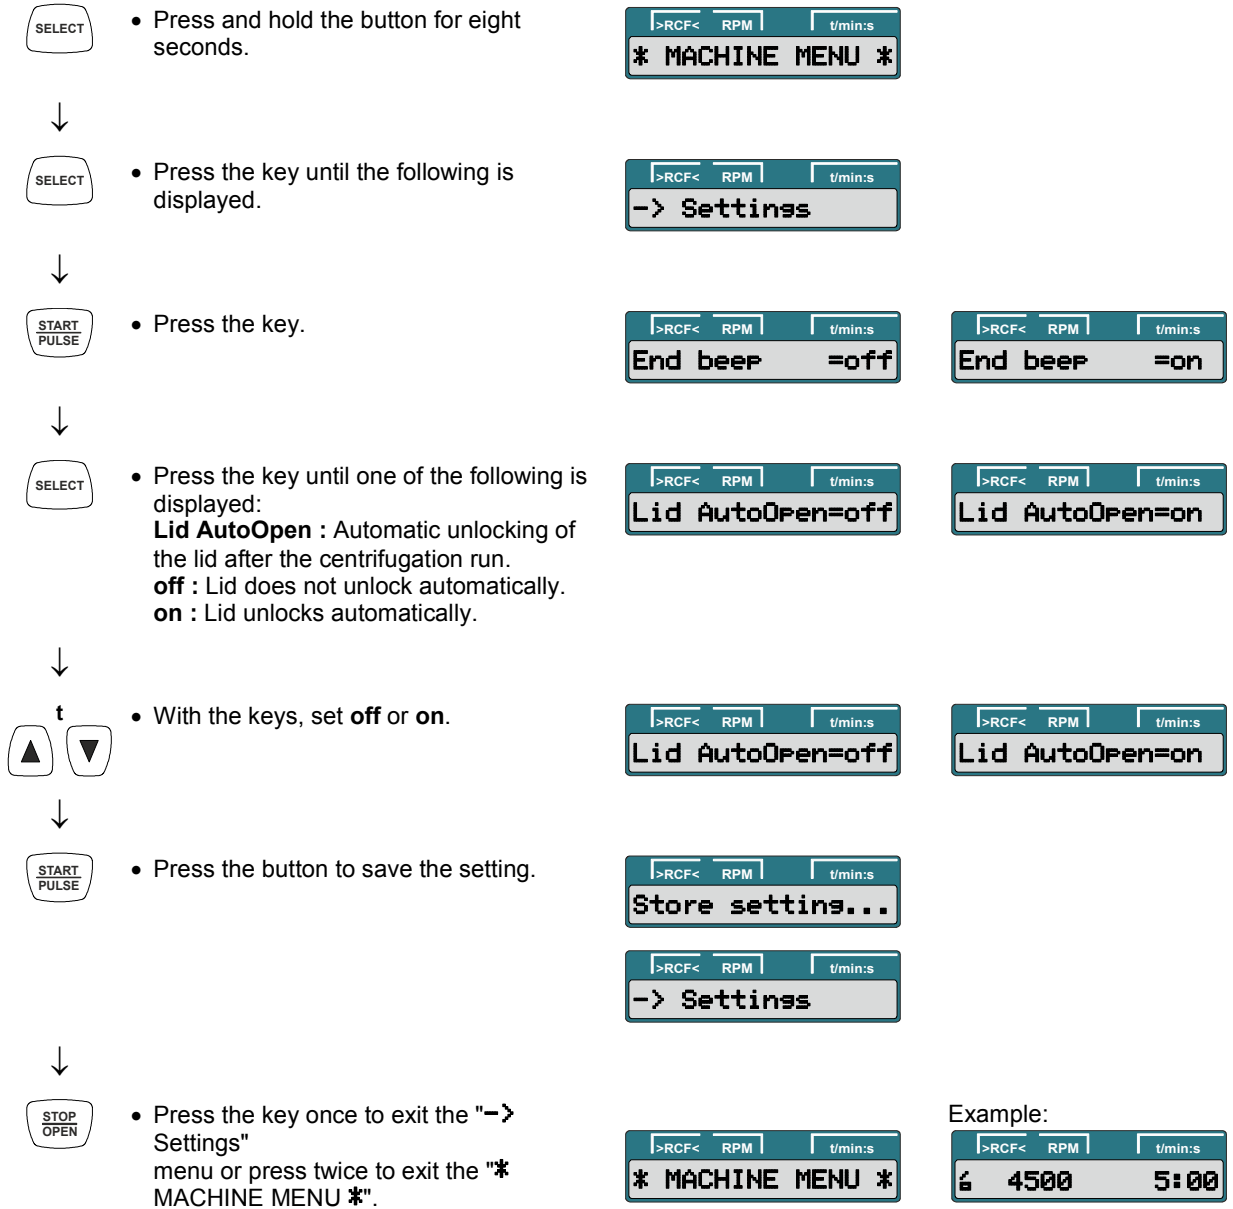 SELECT
• Press and hold the button for eight
seconds.
>RCF< RPM t/min:s
* MACHINE MENU *
↓
SELECT
• Press the key until the following is
displayed.
>RCF< RPM t/min:s
-> Settings
↓
START
PULSE
• Press the key.
>RCF< RPM t/min:s
End beep =off
>RCF< RPM t/min:s
End beep =on
↓
SELECT
• Press the key until one of the following is
displayed:
Lid AutoOpen : Automatic unlocking of
the lid after the centrifugation run.
off : Lid does not unlock automatically.
on : Lid unlocks automatically.
>RCF< RPM t/min:s
Lid AutoOpen=off
>RCF< RPM t/min:s
Lid AutoOpen=on
↓
t
▲ ▼
• With the keys, set off or on.
>RCF< RPM t/min:s
Lid AutoOpen=off
>RCF< RPM t/min:s
Lid AutoOpen=on
↓
START
PULSE
• Press the button to save the setting.
>RCF< RPM t/min:s
Store setting...
>RCF< RPM t/min:s
-> Settings
↓
STOP
OPEN
• Press the key once to exit the "->
Settings"
menu or press twice to exit the "*
MACHINE MENU *".
>RCF< RPM t/min:s
* MACHINE MENU *
Example:
>RCF< RPM t/min:s
4500 5:00